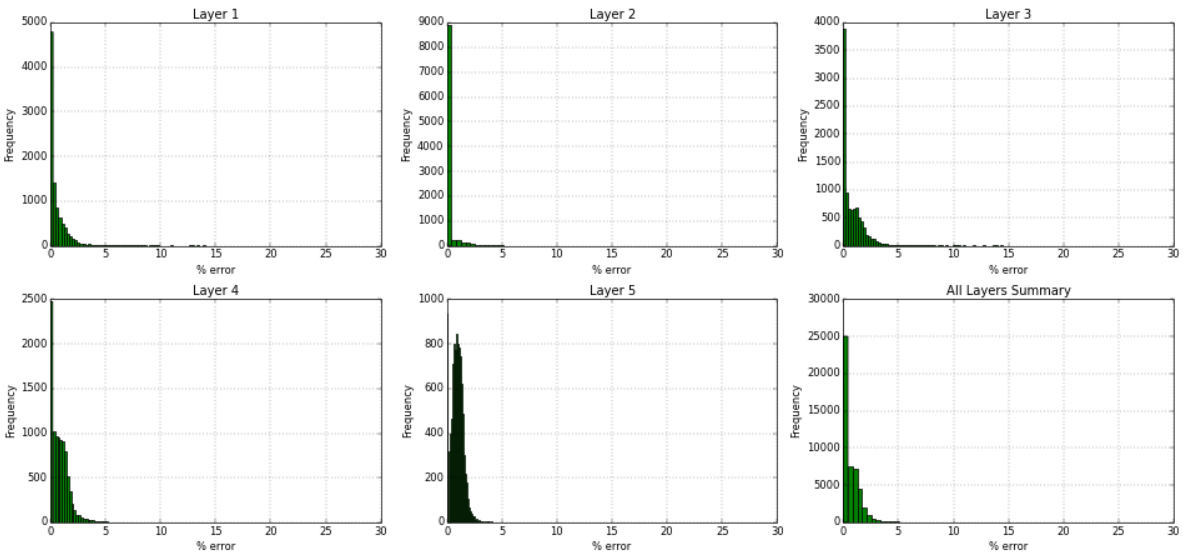 Layer 1
5000
4000
3000
2000
1000
0
Frequency
0 5 10 15 20 25 30
% error
Layer 2
9000
8000
7000
6000
5000
4000
3000
2000
1000
0
Frequency
0 5 10 15 20 25 30
% error
Layer 3
4000
3500
3000
2500
2000
1500
1000
500
0
Frequency
0 5 10 15 20 25 30
% error
Layer 4
2500
2000
1500
1000
500
0
Frequency
0 5 10 15 20 25 30
% error
Layer 5
1000
800
600
400
200
0
Frequency
0 5 10 15 20 25 30
% error
All Layers Summary
30000
25000
20000
15000
10000
5000
0
Frequency
0 5 10 15 20 25 30
% error